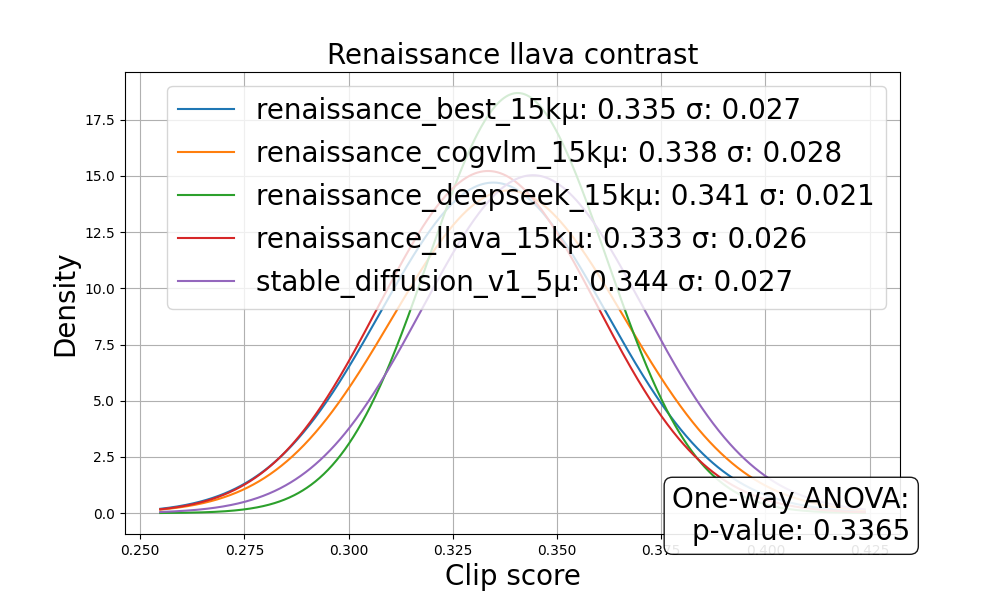 Renaissance llava contrast
renaissance_best_15kμ: 0.335 σ: 0.027
renaissance_cogvlm_15kμ: 0.338 σ: 0.028
renaissance_deepseek_15kμ: 0.341 σ: 0.021
renaissance_llava_15kμ: 0.333 σ: 0.026
stable_diffusion_v1_5μ: 0.344 σ: 0.027
Density
17.5
15.0
12.5
10.0
7.5
5.0
2.5
0.0
One-way ANOVA:
p-value: 0.3365
0.250 0.275 0.300 0.325 0.350 0.375 0.400 0.425
Clip score